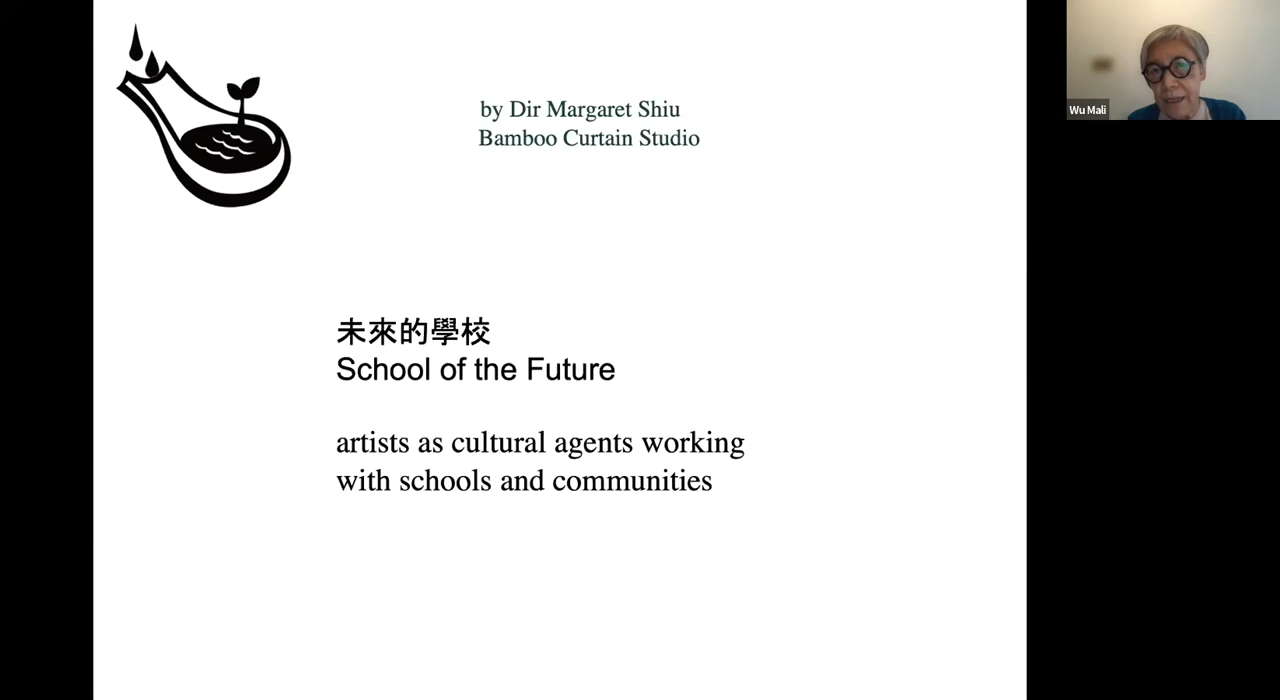 by Dir Margaret Shiu
Bamboo Curtain Studio
Wu Mali
未來的學校
School of the Future
artists as cultural agents working
with schools and communities